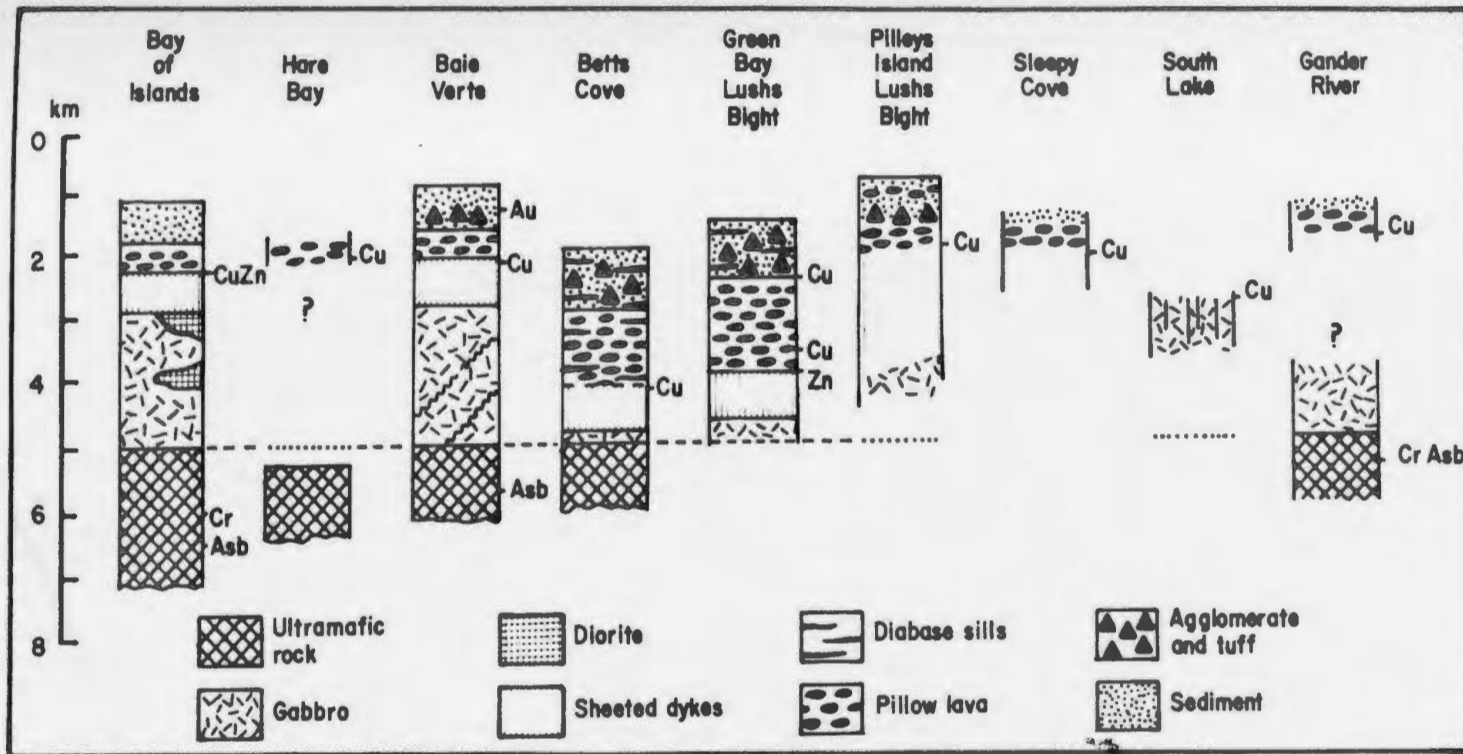 Bay
of
Islands
Hare
Bay
Baie
Verte
Betts
Cove
Green
Bay
Lushs
Bight
Pilleys
Island
Lushs
Bight
Sleepy
Cove
South
Lake
Gander
River
km
0
2
4
6
8
CuZn
Cr
Asb
Cu
?
Au
Cu
Asb
Cu
Cu
Cu
Zn
Cu
Cu
Cu
Cu
?
Cr Asb
Ultramafic
rock
Gabbro
Diorite
Sheeted dykes
Diabase sills
Pillow lava
Agglomerate
and tuff
Sediment